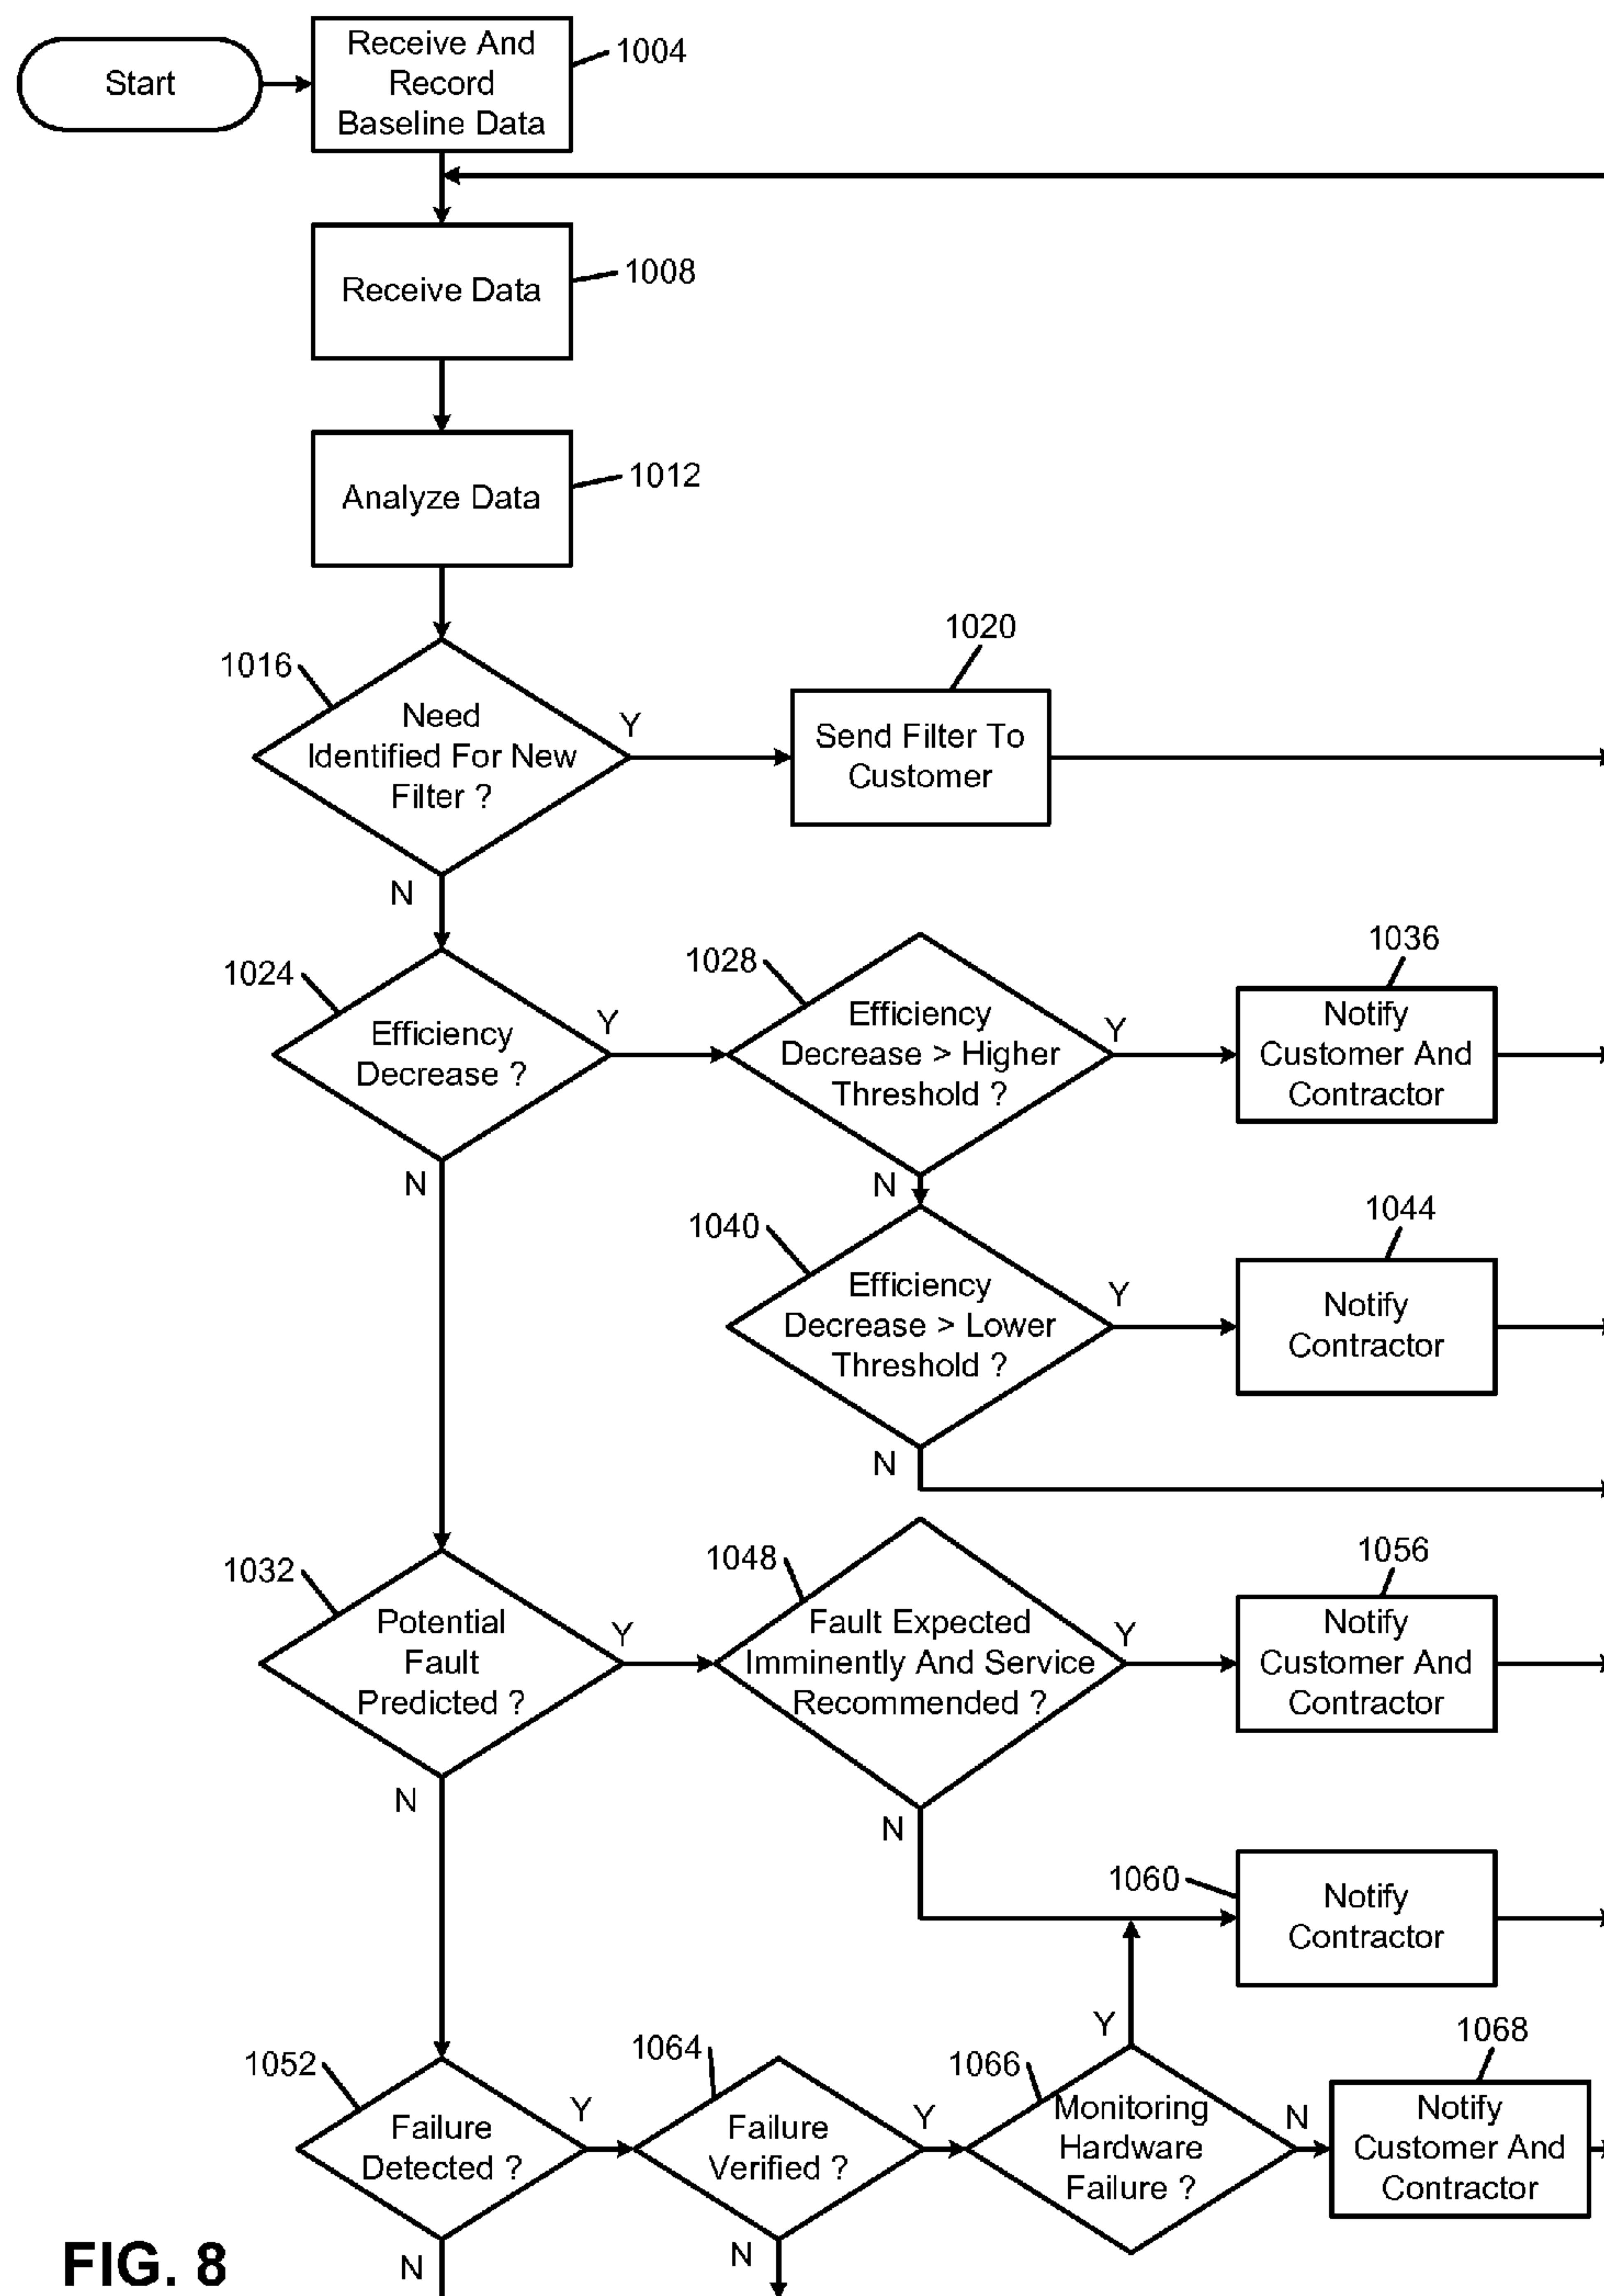 Start
Receive And
Record
Baseline Data
1004
Receive Data
1008
Analyze Data
1012
1016
Need
Identified For New
Filter ?
Y
N
1020
Send Filter To
Customer
1024
Efficiency
Decrease ?
Y
N
1028
Efficiency
Decrease > Higher
Threshold ?
Y
N
1036
Notify
Customer And
Contractor
1040
Efficiency
Decrease > Lower
Threshold ?
Y
N
1044
Notify
Contractor
1032
Potential
Fault
Predicted ?
Y
N
1048
Fault Expected
Imminently And Service
Recommended ?
Y
N
1056
Notify
Customer And
Contractor
1060
Notify
Contractor
1052
Failure
Detected ?
Y
N
1064
Failure
Verified ?
Y
N
1066
Monitoring
Hardware
Failure ?
Y
N
1068
Notify
Customer And
Contractor
FIG. 8